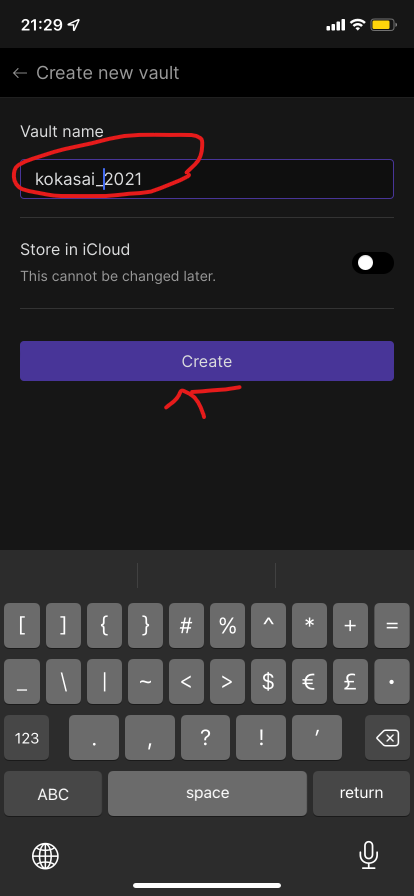 21:29
Create new vault
Vault name
kokasai_2021
Store in iCloud
This cannot be changed later.
Create
[ ] { } # % ^ * + =
_ \ | ~ < > $ € £ •
123 . , ? ! ’
ABC space return